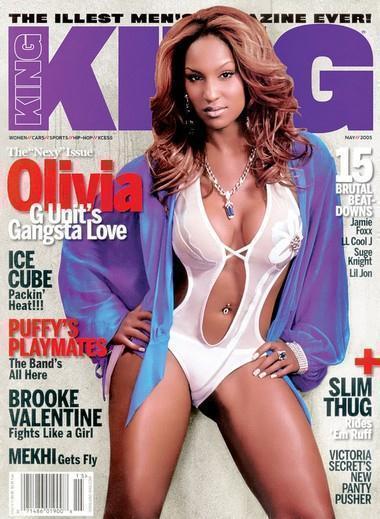 THE ILLEST MEN'S MAGAZINE EVER!
KING
KING
WOMEN//CARS//SPORTS//HIP-HOP//XCESS
MAY//2005
The "Nexy" Issue
Olivia
G Unit's
Gangsta Love
ICE
CUBE
Packin'
Heat!!!
PUFFY'S
PLAYMATES
The Band's
All Here
BROOKE
VALENTINE
Fights Like a Girl
MEKHI Gets Fly
15
BRUTAL
BEAT-
DOWNS
Jamie
Foxx
LL Cool J
Suge
Knight
Lil Jon
+
SLIM
THUG
Rides
'Em Ruff
VICTORIA
SECRET'S
NEW
PANTY
PUSHER